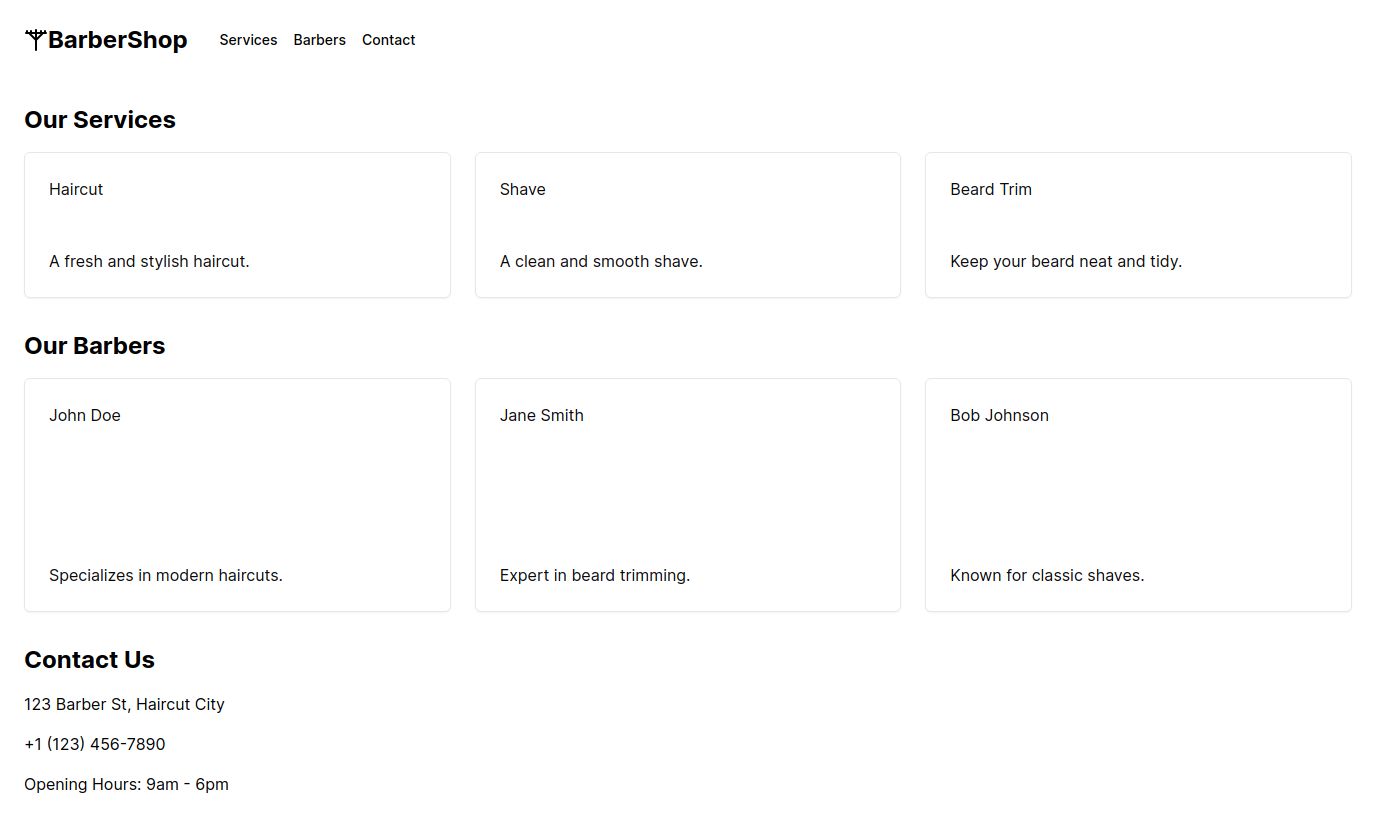 BarberShop Services Barbers Contact
Our Services
Haircut Shave Beard Trim
A fresh and stylish haircut. A clean and smooth shave. Keep your beard neat and tidy.
Our Barbers
John Doe Jane Smith Bob Johnson
Specializes in modern haircuts. Expert in beard trimming. Known for classic shaves.
Contact Us
123 Barber St, Haircut City
+1 (123) 456-7890
Opening Hours: 9am - 6pm